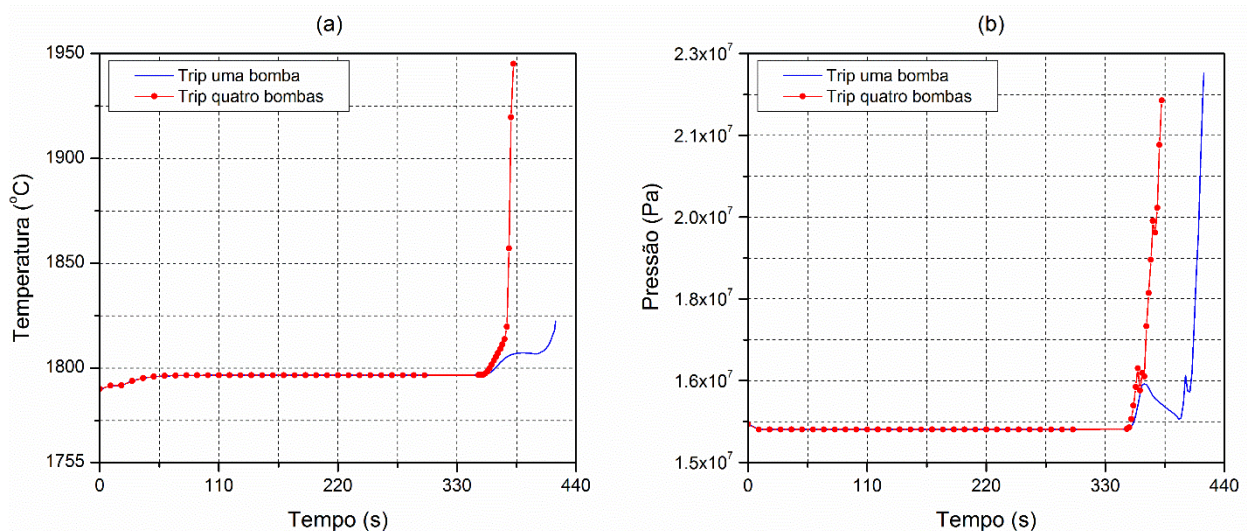 (a)
Trip uma bomba
Trip quatro bombas
Temperatura (°C)
1950
1900
1850
1800
1755
0 110 220 330 440
Tempo (s)
(b)
Trip uma bomba
Trip quatro bombas
Pressão (Pa)
2.3x10⁷
2.1x10⁷
2.0x10⁷
1.8x10⁷
1.6x10⁷
1.5x10⁷
0 110 220 330 440
Tempo (s)